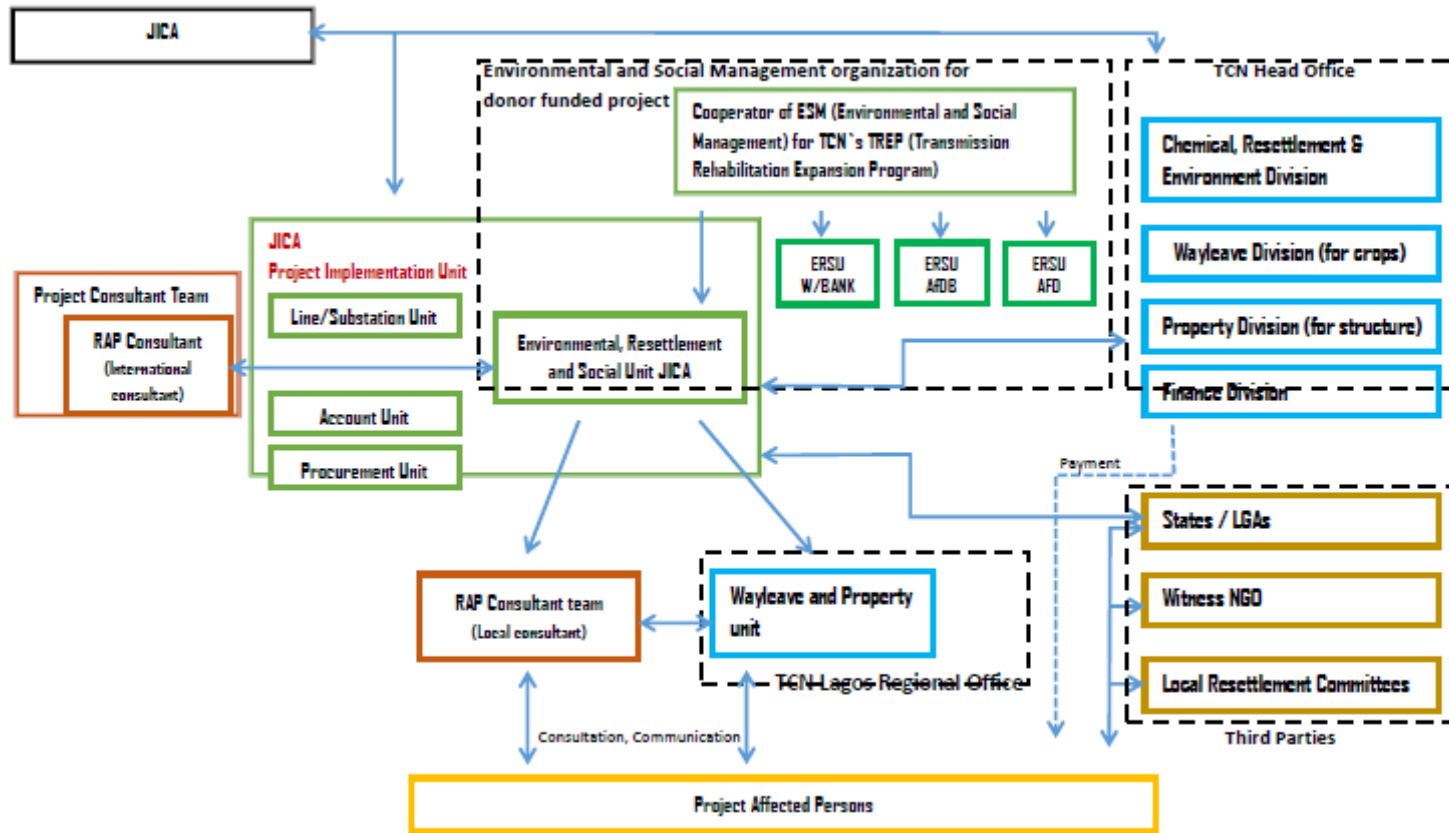 JICA
Environmental and Social Management organization for
donor funded project
Cooperator of ESM (Environmental and Social
Management) for TCN`s TREP (Transmission
Rehabilitation Expansion Program)
TCN Head Office
Chemical, Resettlement &
Environment Division
Wayleave Division (for crops)
Property Division (for structure)
Finance Division
JICA
Project Implementation Unit
Line/Substation Unit
Account Unit
Procurement Unit
Environmental, Resettlement
and Social Unit JICA
ERSU
W/BANK
ERSU
AfDB
ERSU
AFD
Project Consultant Team
RAP Consultant
(International
consultant)
Payment
States / LGAs
Witness NGO
Local Resettlement Committees
Third Parties
RAP Consultant team
(Local consultant)
Wayleave and Property
unit
TCN Lagos Regional Office
Consultation, Communication
Project Affected Persons